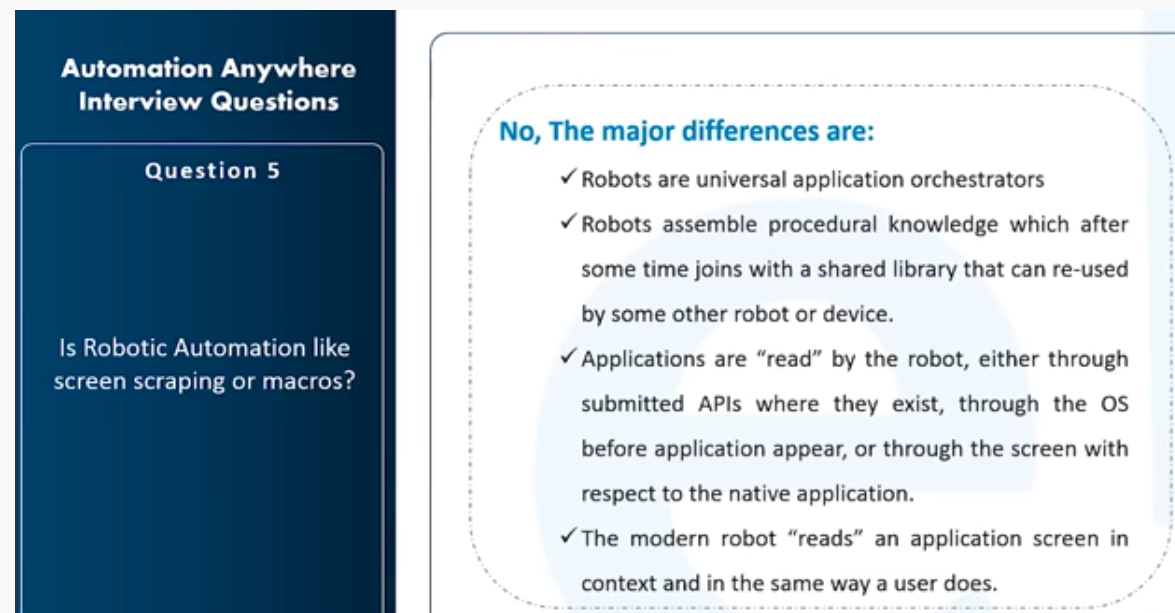 Automation Anywhere
Interview Questions
Question 5
Is Robotic Automation like
screen scraping or macros?
No, The major differences are:
✓ Robots are universal application orchestrators
✓ Robots assemble procedural knowledge which after
some time joins with a shared library that can re-used
by some other robot or device.
✓ Applications are “read” by the robot, either through
submitted APIs where they exist, through the OS
before application appear, or through the screen with
respect to the native application.
✓ The modern robot “reads” an application screen in
context and in the same way a user does.